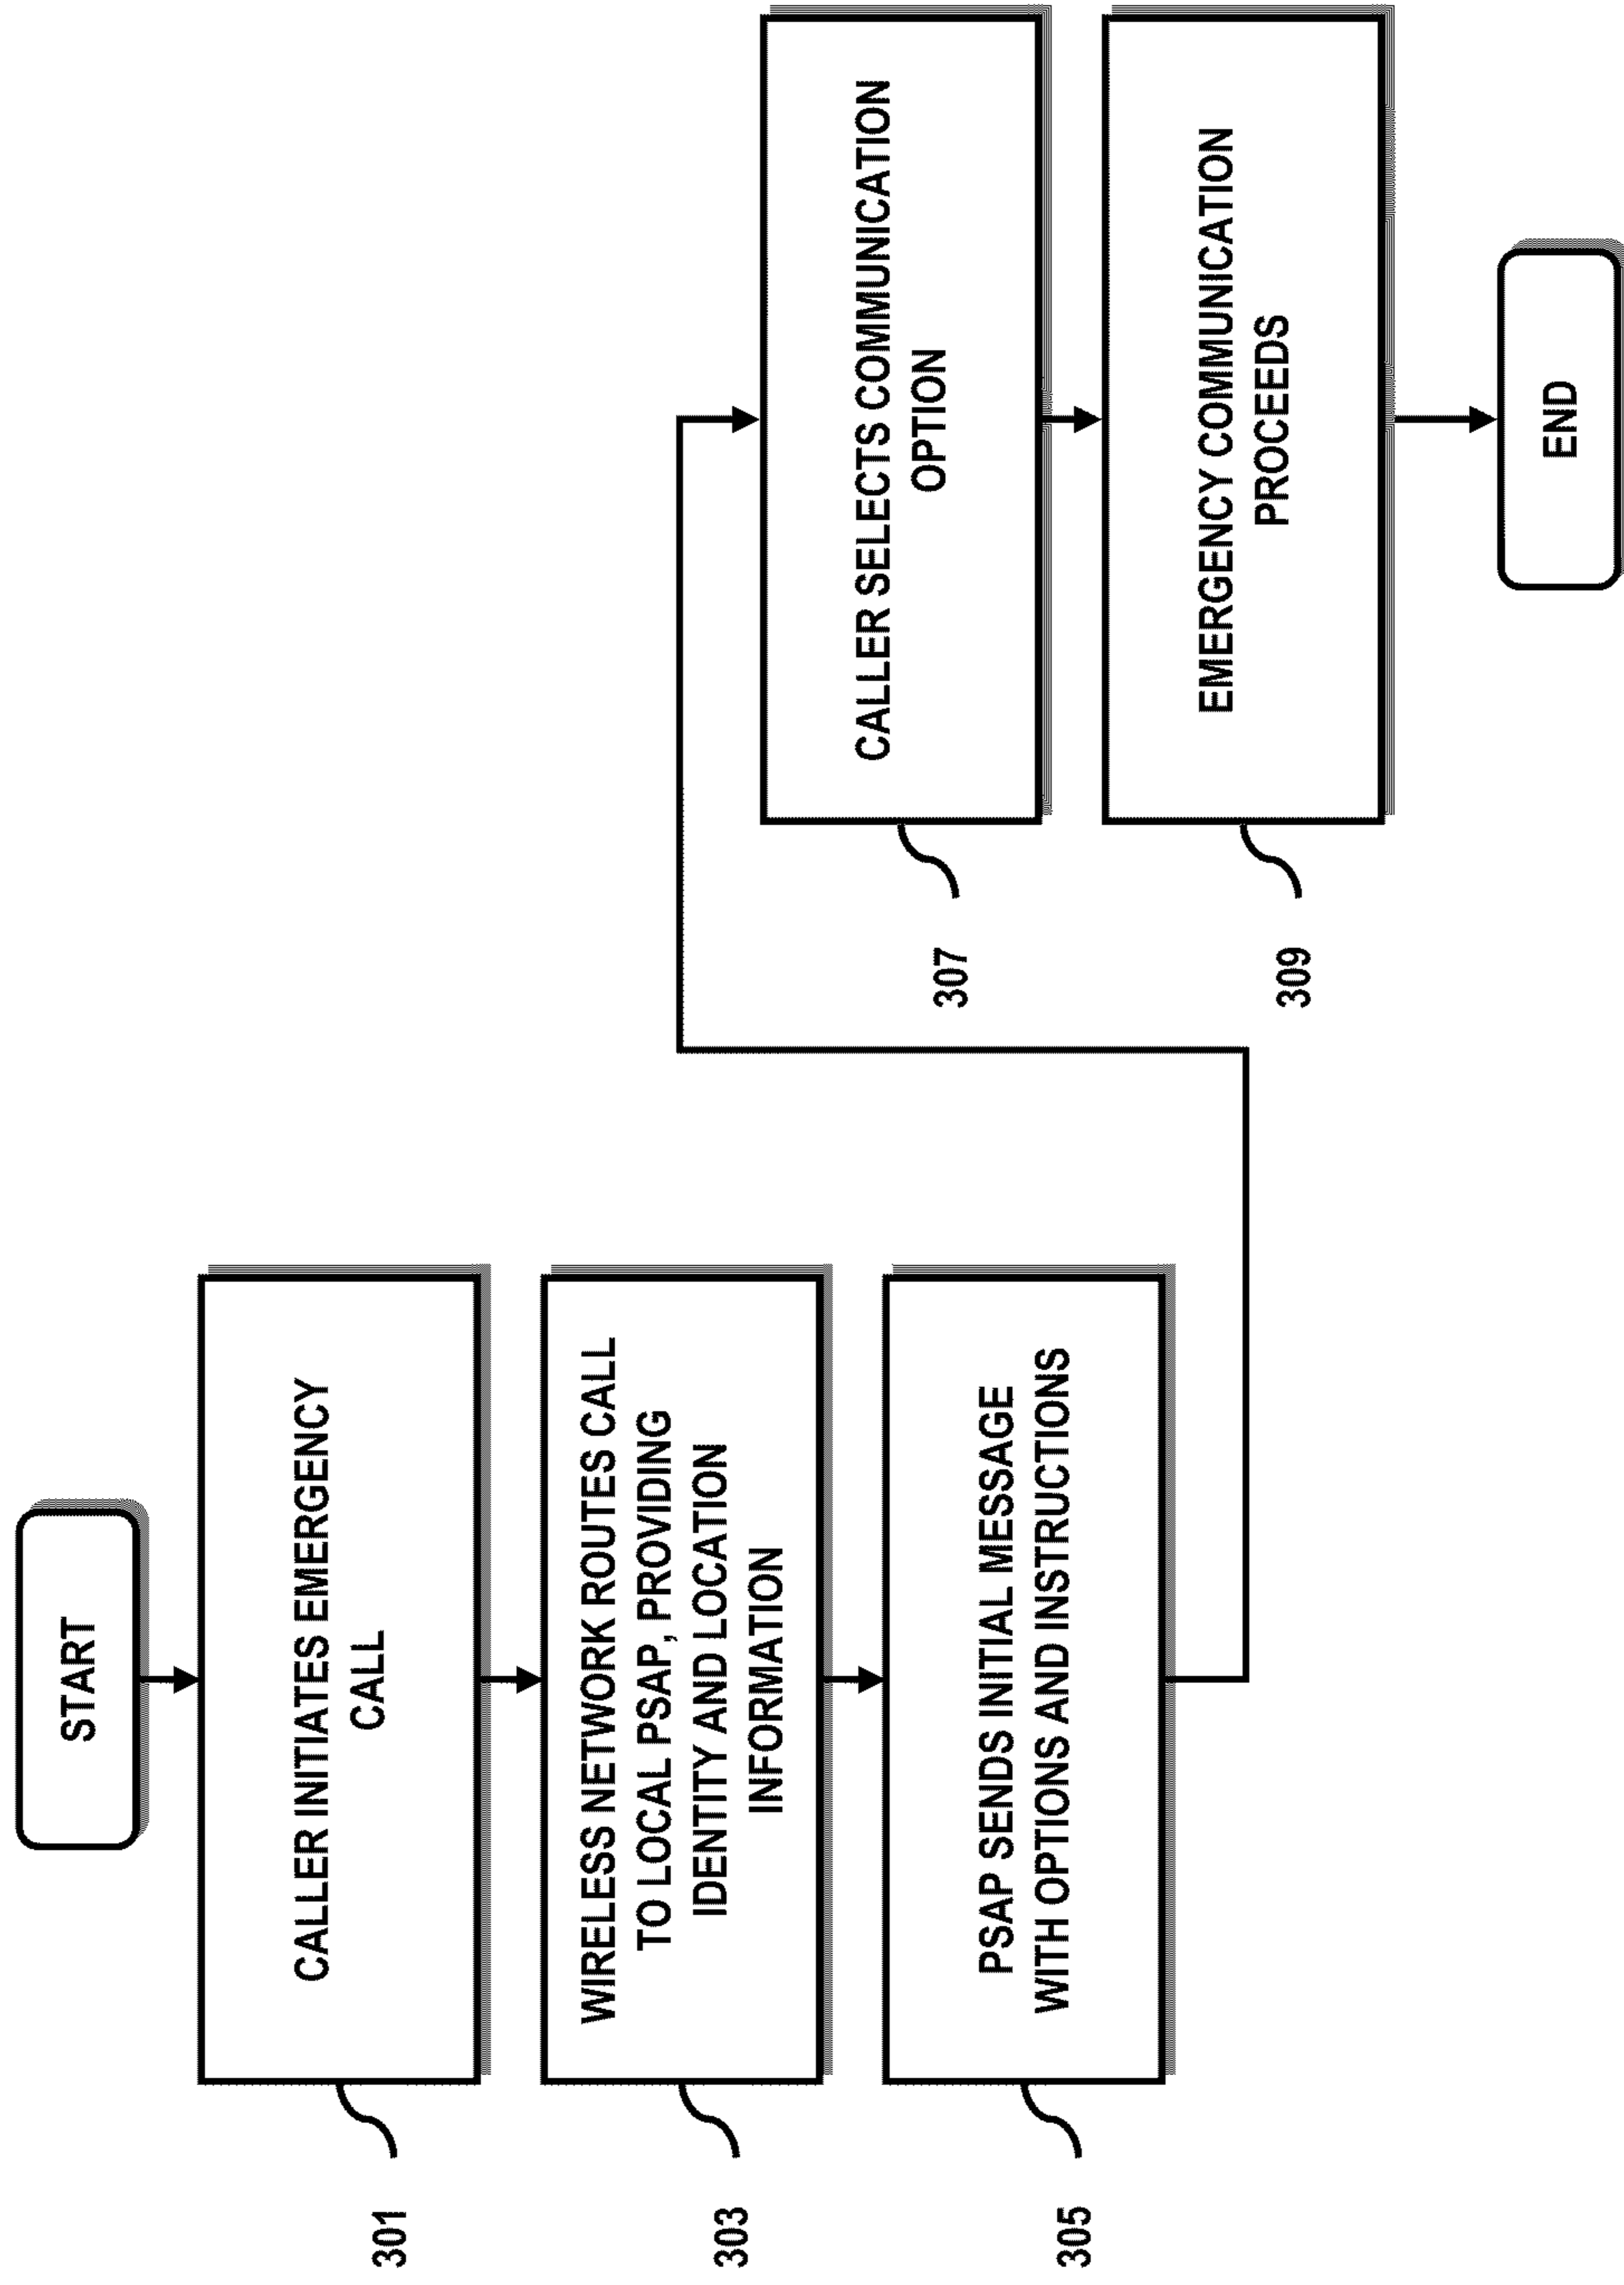 START
CALLER INITIATES EMERGENCY
CALL
301
WIRELESS NETWORK ROUTES CALL
TO LOCAL PSAP, PROVIDING
IDENTITY AND LOCATION
INFORMATION
303
PSAP SENDS INITIAL MESSAGE
WITH OPTIONS AND INSTRUCTIONS
305
CALLER SELECTS COMMUNICATION
OPTION
307
EMERGENCY COMMUNICATION
PROCEEDS
309
END